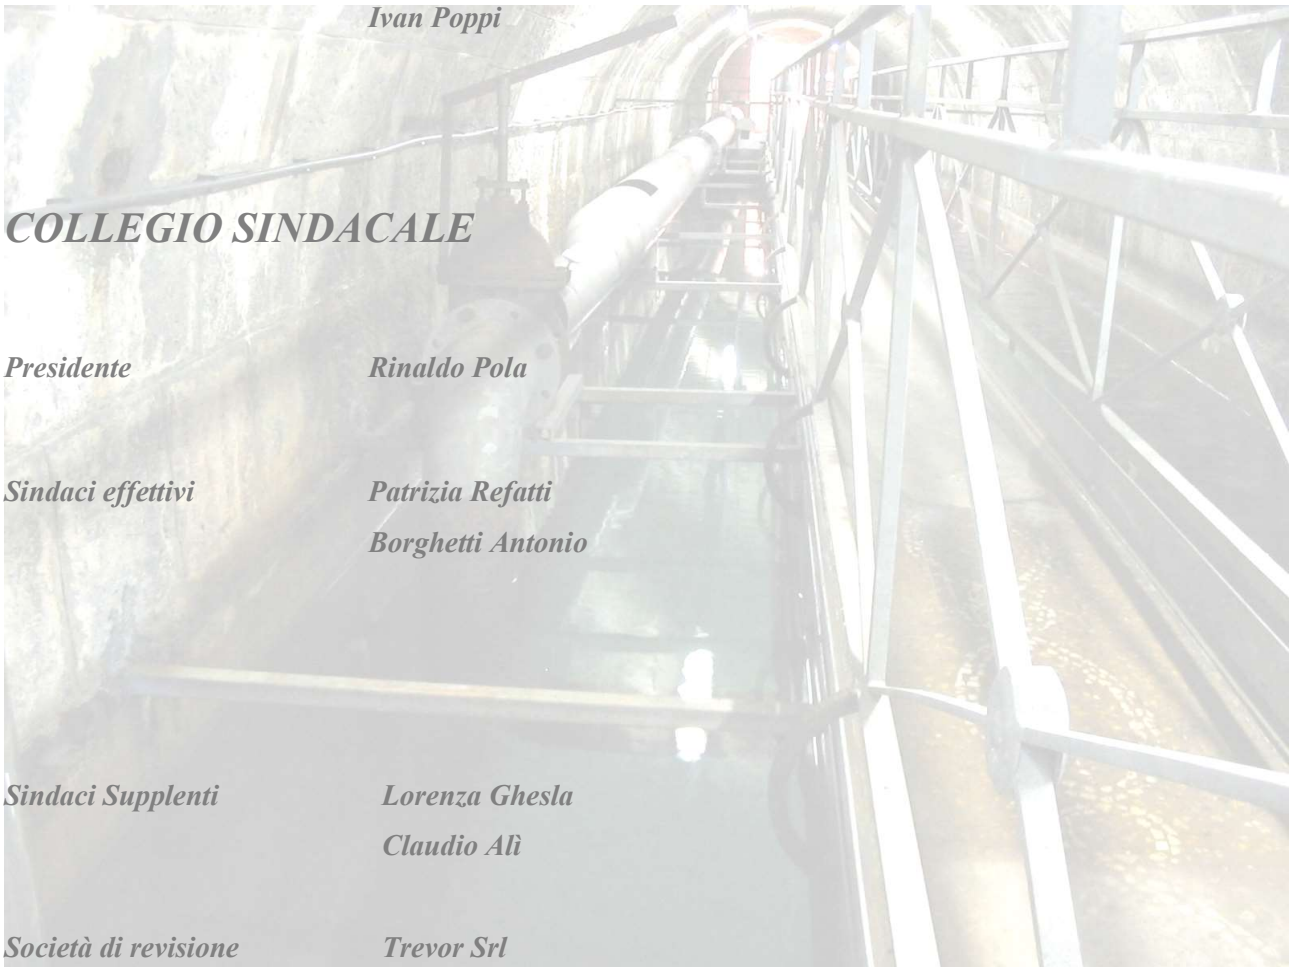 Ivan Poppi
COLLEGIO SINDACALE
Presidente Rinaldo Pola
Sindaci effettivi Patrizia Refatti
Borghetti Antonio
Sindaci Supplenti Lorenza Ghesla
Claudio Alì
Società di revisione Trevor Srl